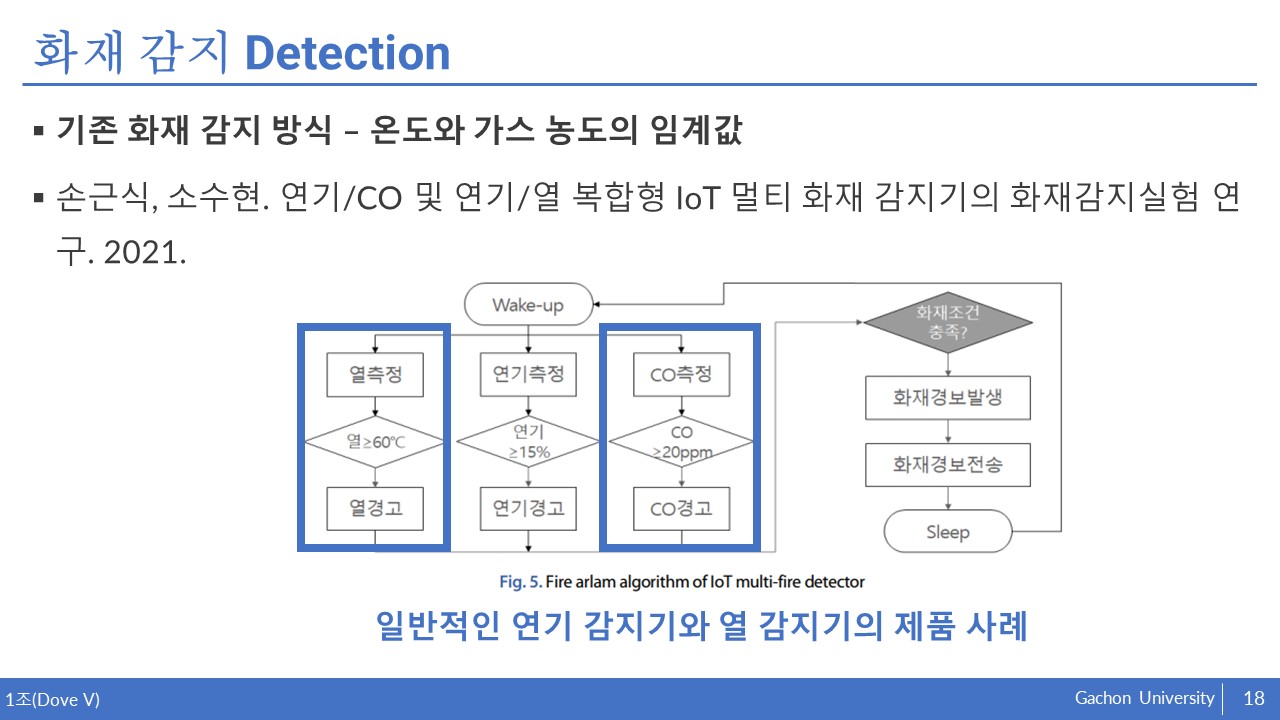 화재 감지 Detection
▪ 기존 화재 감지 방식 – 온도와 가스 농도의 임계값
▪ 손근식, 소수현. 연기/CO 및 연기/열 복합형 IoT 멀티 화재 감지기의 화재감지실험 연
구. 2021.
Wake-up
열측정
연기측정
CO측정
열≥60℃
연기
≥15%
CO
≥20ppm
열경고
연기경고
CO경고
화재조건
충족?
화재경보발생
화재경보전송
Sleep
Fig. 5. Fire arlam algorithm of IoT multi-fire detector
일반적인 연기 감지기와 열 감지기의 제품 사례
1조(Dove V)
Gachon University
18